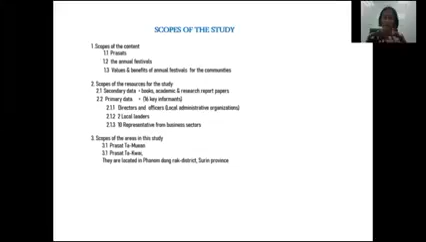 SCOPES OF THE STUDY
1. Scopes of the content
1.1 Prasats
1.2 the annual festivals
1.3 Values & benefits of annual festivals for the communities
2. Scopes of the resources for the study
2.1 Secondary data - books, academic & research report papers
2.2 Primary data - (16 key informants)
2.1.1 Directors and officers (Local administrative organizations)
2.1.2 2 Local landers
2.1.3 10 Representative from business sectors
3. Scopes of the areas in this study
3.1 Prasat Ta-Muean
3.1 Prasat Ta-Kwai,
They are located in Phanom dong rak-district, Surin province